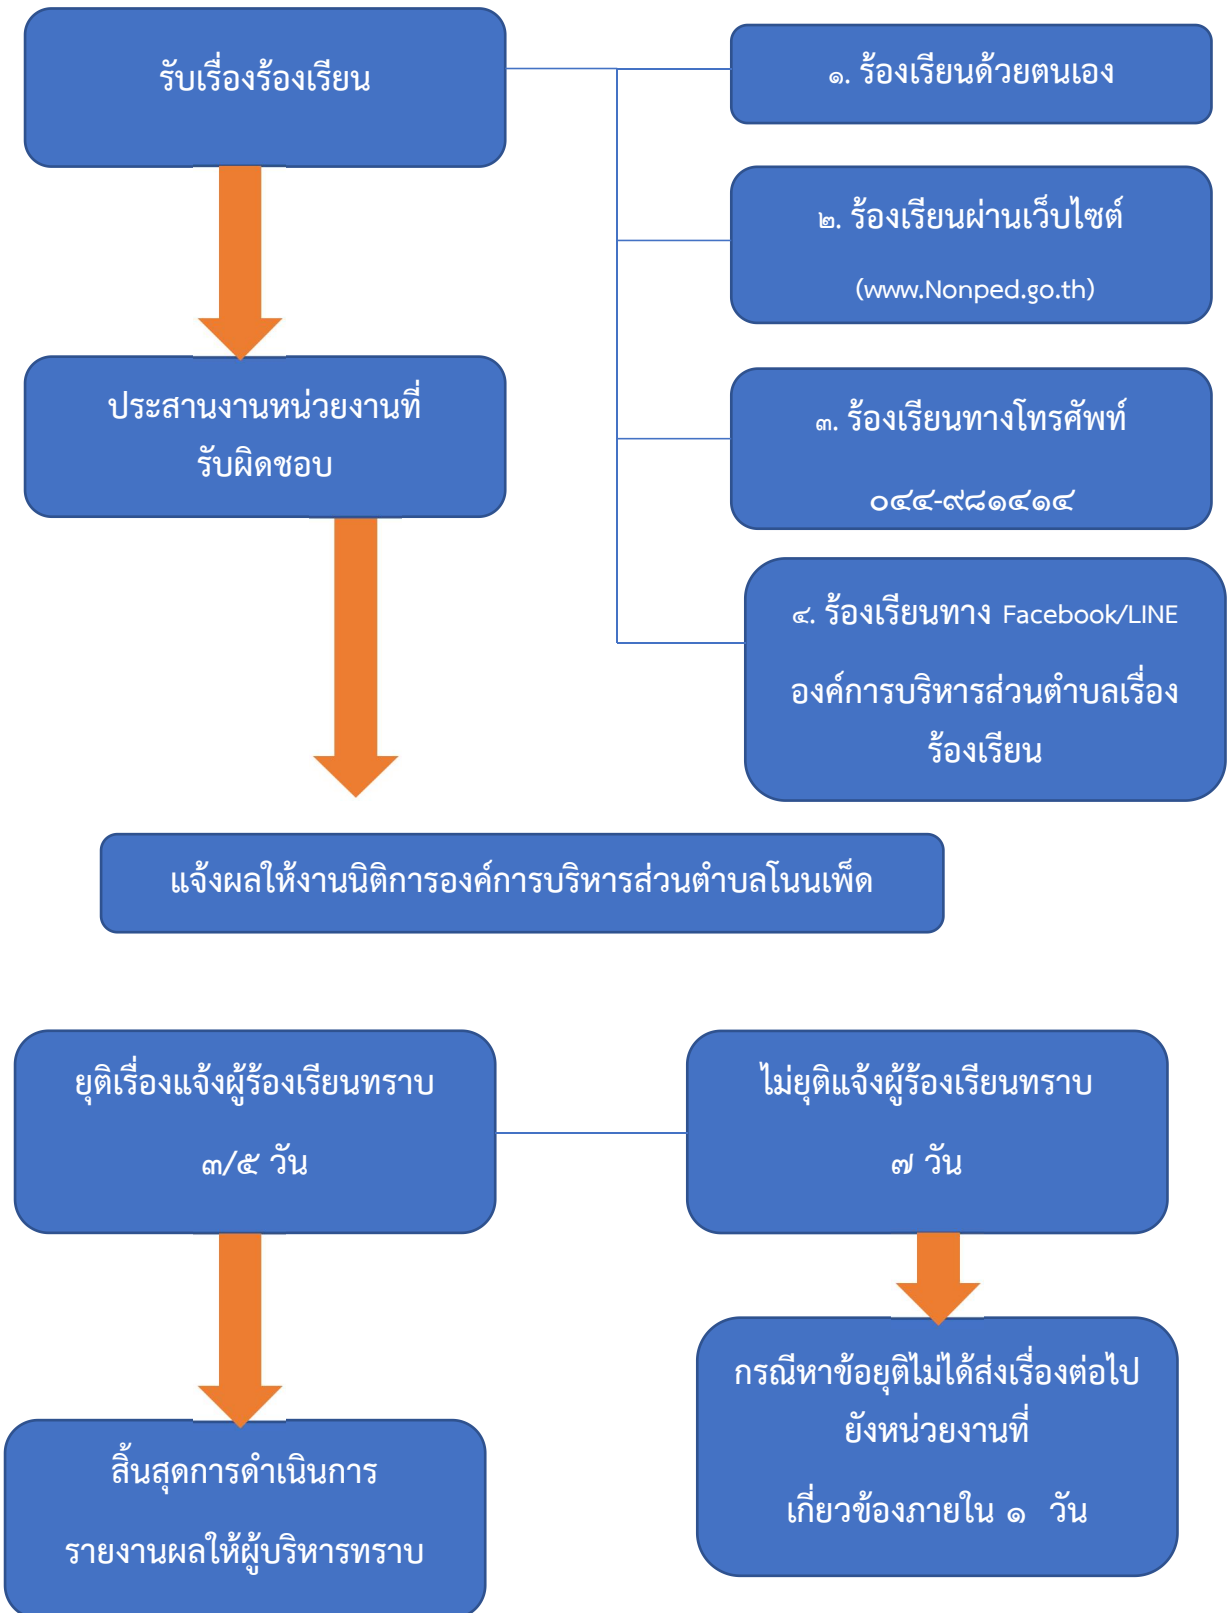 รับเรื่องร้องเรียน
๑. ร้องเรียนด้วยตนเอง
๒. ร้องเรียนผ่านเว็บไซต์
(www.Nonped.go.th)
ประสานงานหน่วยงานที่
รับผิดชอบ
๓. ร้องเรียนทางโทรศัพท์
๐๔๔-๙๘๑๔๑๔
๔. ร้องเรียนทาง Facebook/LINE
องค์การบริหารส่วนตำบลเรื่อง
ร้องเรียน
แจ้งผลให้งานนิติการองค์การบริหารส่วนตำบลโนนเพ็ด
ยุติเรื่องแจ้งผู้ร้องเรียนทราบ
๓/๕ วัน
ไม่ยุติแจ้งผู้ร้องเรียนทราบ
๗ วัน
กรณีหาข้อยุติไม่ได้ส่งเรื่องต่อไป
ยังหน่วยงานที่
เกี่ยวข้องภายใน ๑ วัน
สิ้นสุดการดำเนินการ
รายงานผลให้ผู้บริหารทราบ